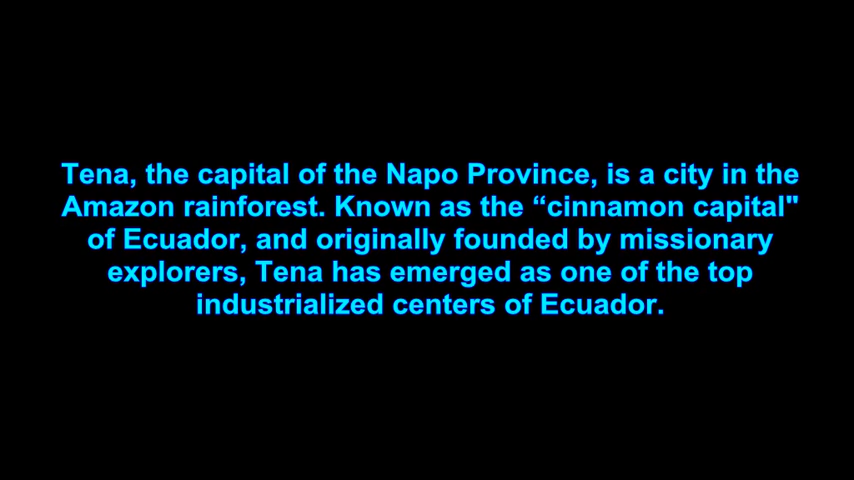 Tena, the capital of the Napo Province, is a city in the
Amazon rainforest. Known as the “cinnamon capital"
of Ecuador, and originally founded by missionary
explorers, Tena has emerged as one of the top
industrialized centers of Ecuador.